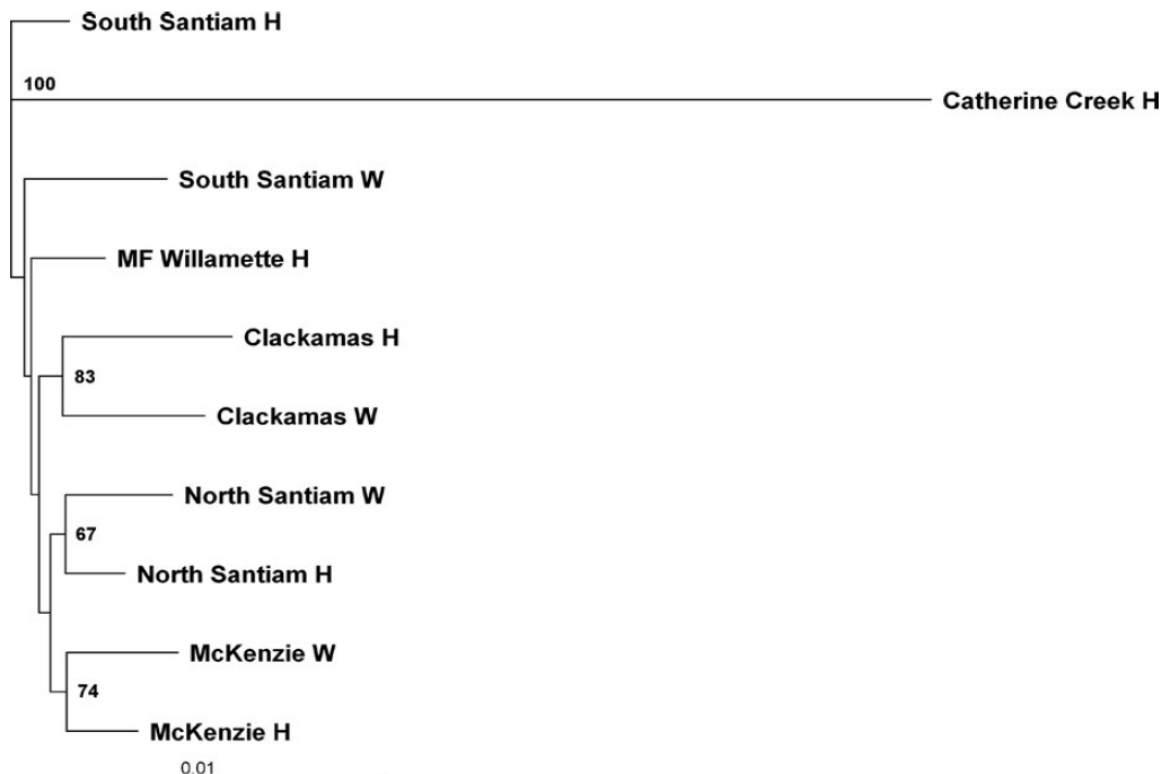 South Santiam H
100
Catherine Creek H
South Santiam W
MF Willamette H
Clackamas H
83
Clackamas W
North Santiam W
67
North Santiam H
McKenzie W
74
McKenzie H
0.01